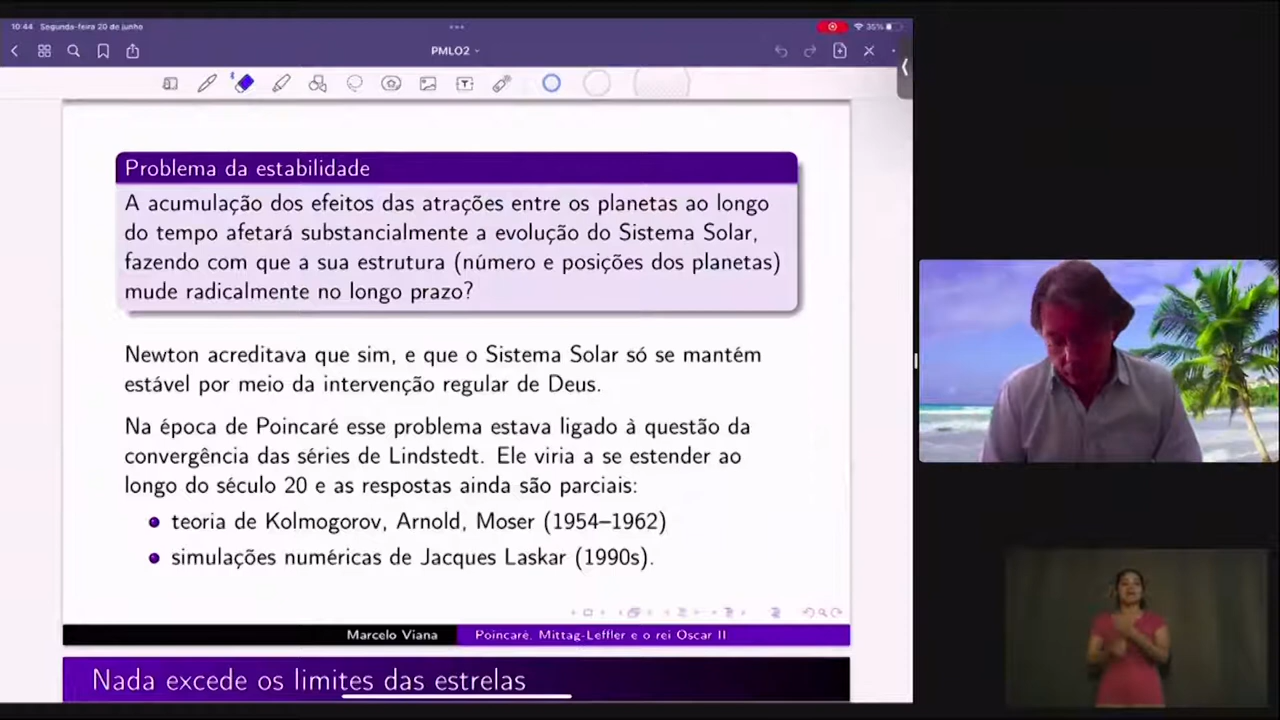 10:44 Segunda-feira 20 de junho
35%
PML02
Problema da estabilidade
A acumulação dos efeitos das atrações entre os planetas ao longo
do tempo afetará substancialmente a evolução do Sistema Solar,
fazendo com que a sua estrutura (número e posições dos planetas)
mude radicalmente no longo prazo?
Newton acreditava que sim, e que o Sistema Solar só se mantém
estável por meio da intervenção regular de Deus.
Na época de Poincaré esse problema estava ligado à questão da
convergência das séries de Lindstedt. Ele viria a se estender ao
longo do século 20 e as respostas ainda são parciais:
teoria de Kolmogorov, Arnold, Moser (1954–1962)
simulações numéricas de Jacques Laskar (1990s).
Marcelo Viana Poincaré, Mittag-Leffler e o rei Oscar II
Nada excede os limites das estrelas